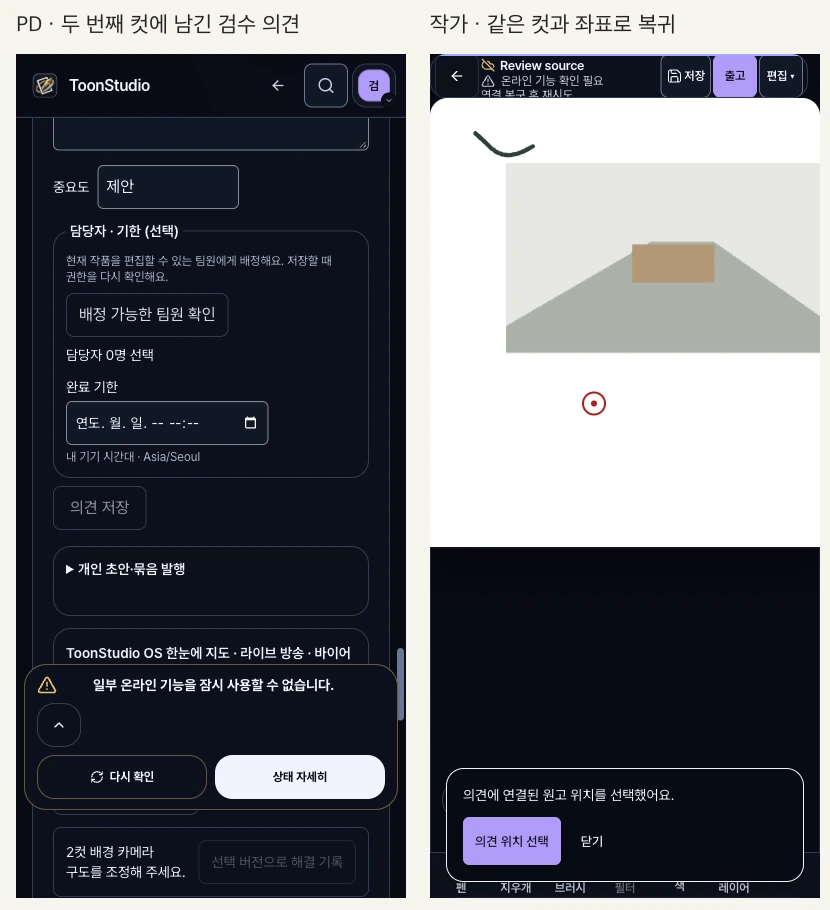 PD · 두 번째 컷에 남긴 검수 의견
ToonStudio
검
중요도
제안
담당자 · 기한 (선택)
현재 작품을 편집할 수 있는 팀원에게 배정해요. 저장할 때
권한을 다시 확인해요.
배정 가능한 팀원 확인
담당자 0명 선택
완료 기한
연도. 월. 일. -- --:--
내 기기 시간대 · Asia/Seoul
의견 저장
▶ 개인 초안·묶음 발행
ToonStudio OS 한눈에 지도 · 라이브 방송 · 바이어
일부 온라인 기능을 잠시 사용할 수 없습니다.
다시 확인
상태 자세히
2컷 배경 카메라
구도를 조정해 주세요.
선택 버전으로 해결 기록
작가 · 같은 컷과 좌표로 복귀
Review source
온라인 기능 확인 필요
연결 복구 후 재시도
저장
출고
편집 ▾
의견에 연결된 원고 위치를 선택했어요.
의견 위치 선택
닫기
펜
지우개
브러시
필터
색
레이어